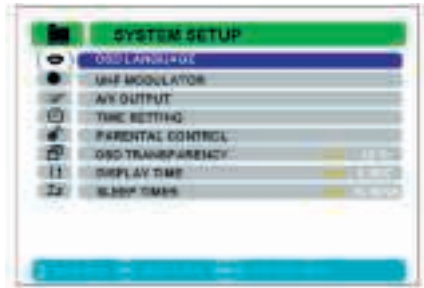 SYSTEM SETUP
OSD LANGUAGE
UHF MODULATOR
A/V OUTPUT
TIME SETTING
PARENTAL CONTROL
OSD TRANSPARENCY
DISPLAY TIME
SLEEP TIMER